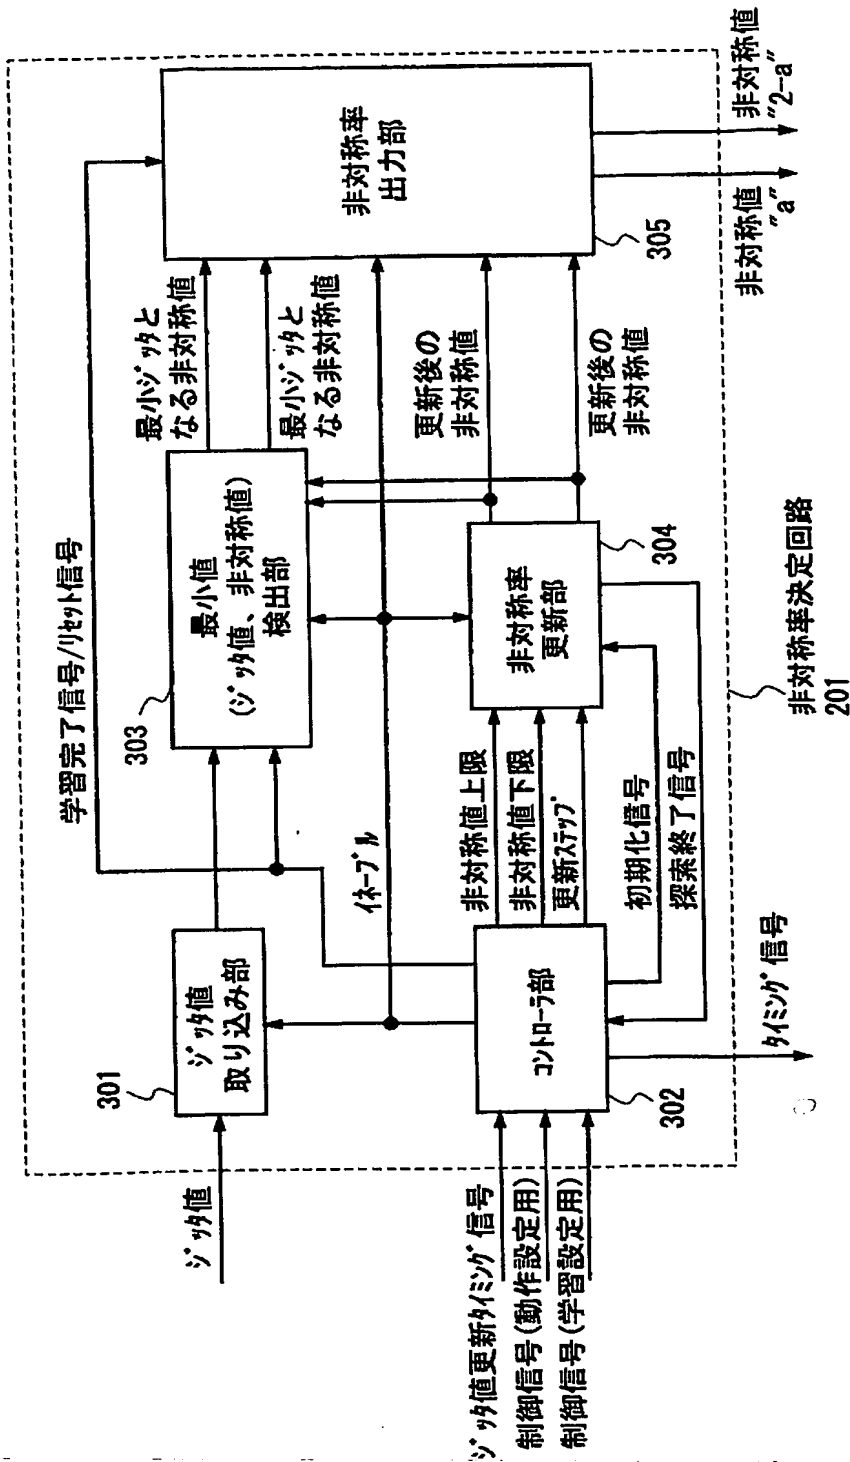 学習完了信号/リセット信号
ジッタ値
301
ジッタ値
取り込み部
303
最小値
(ジッタ値、非対称値)
検出部
最小ジッタと
なる非対称値
最小ジッタと
なる非対称値
非対称率
出力部
305
イネーブル
更新後の
非対称値
更新後の
非対称値
ジッタ値更新タイミング信号
制御信号(動作設定用)
制御信号(学習設定用)
コントローラ部
302
非対称値上限
非対称値下限
更新ステップ
非対称率
更新部
304
初期化信号
探索終了信号
タイミング信号
非対称率決定回路
201
非対称値
"a"
非対称値
"2-a"